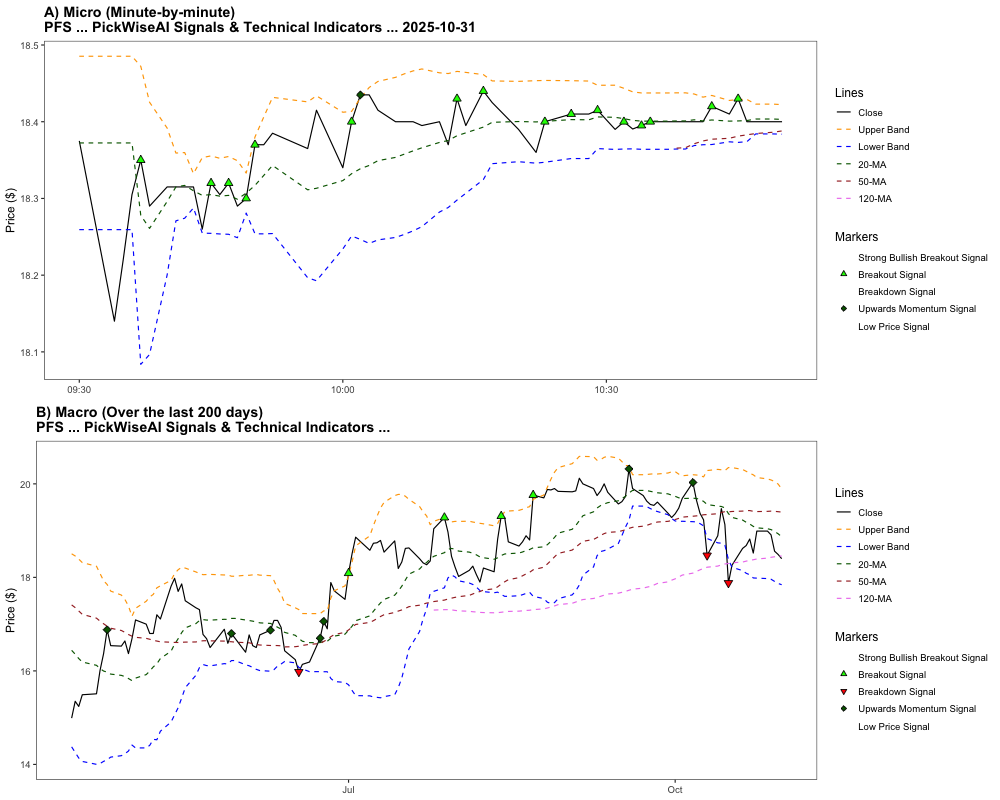 A) Micro (Minute-by-minute)
PFS ... PickWiseAI Signals & Technical Indicators ... 2025-10-31
18.5
18.4
18.3
18.2
18.1
Price ($)
09:30
10:00
10:30
Lines
Close
Upper Band
Lower Band
20-MA
50-MA
120-MA
Markers
Strong Bullish Breakout Signal
Breakout Signal
Breakdown Signal
Upwards Momentum Signal
Low Price Signal
B) Macro (Over the last 200 days)
PFS ... PickWiseAI Signals & Technical Indicators ...
20
18
16
14
Price ($)
Jul
Oct
Lines
Close
Upper Band
Lower Band
20-MA
50-MA
120-MA
Markers
Strong Bullish Breakout Signal
Breakout Signal
Breakdown Signal
Upwards Momentum Signal
Low Price Signal